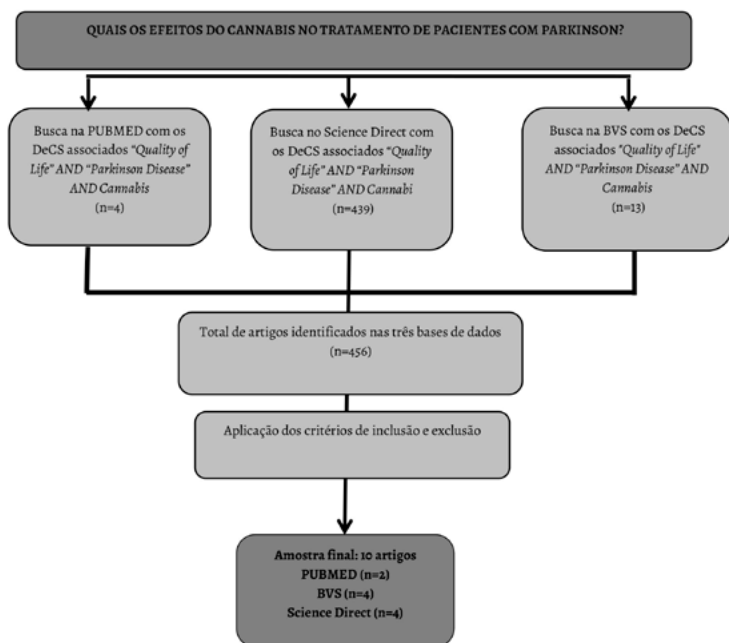 QUAIS OS EFEITOS DO CANNABIS NO TRATAMENTO DE PACIENTES COM PARKINSON?
Busca na PUBMED com os
DeCS associados “Quality of
Life” AND “Parkinson Disease”
AND Cannabis
(n=4)
Busca no Science Direct com
os DeCS associados “Quality
of Life” AND “Parkinson
Disease” AND Cannabi
(n=439)
Busca na BVS com os DeCS
associados "Quality of Life"
AND “Parkinson Disease” AND
Cannabis
(n=13)
Total de artigos identificados nas três bases de dados
(n=456)
Aplicação dos critérios de inclusão e exclusão
Amostra final: 10 artigos
PUBMED (n=2)
BVS (n=4)
Science Direct (n=4)